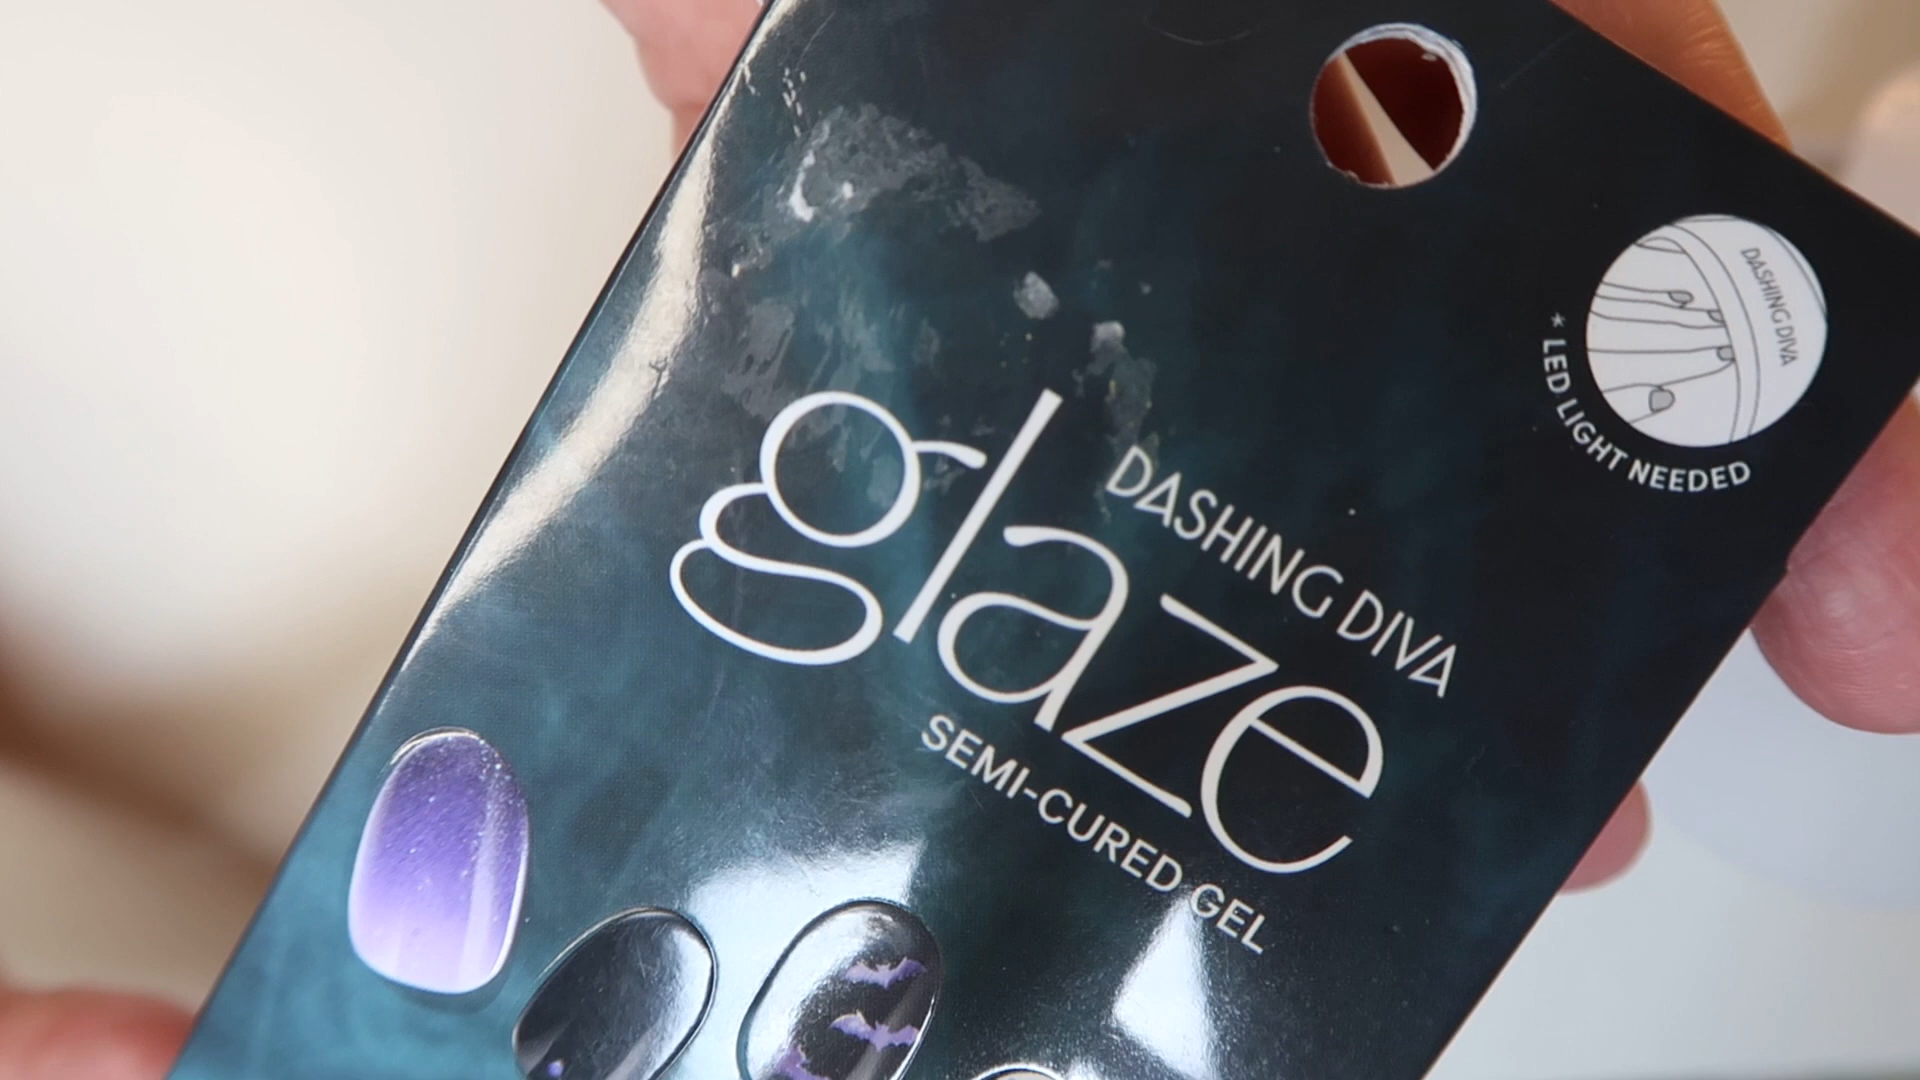 DASHING DIVA
glaze
SEMI-CURED GEL
DASHING DIVA
* LED LIGHT NEEDED